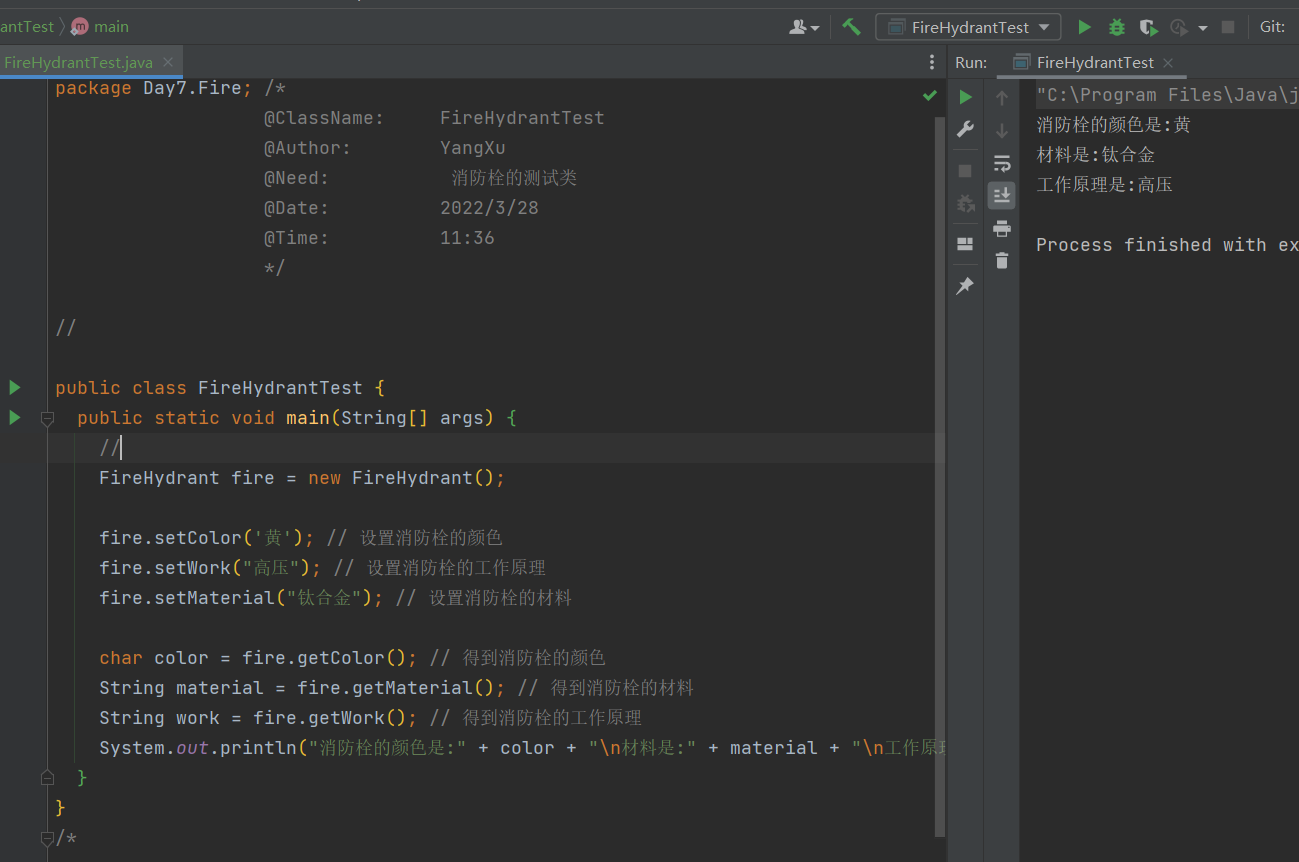 antTest > main
FireHydrantTest
Git:
FireHydrantTest.java
Run:
FireHydrantTest
package Day7.Fire; /*
@ClassName: FireHydrantTest
@Author: YangXu
@Need: 消防栓的测试类
@Date: 2022/3/28
@Time: 11:36
*/
//
public class FireHydrantTest {
public static void main(String[] args) {
//
FireHydrant fire = new FireHydrant();
fire.setColor('黄'); // 设置消防栓的颜色
fire.setWork("高压"); // 设置消防栓的工作原理
fire.setMaterial("钛合金"); // 设置消防栓的材料
char color = fire.getColor(); // 得到消防栓的颜色
String material = fire.getMaterial(); // 得到消防栓的材料
String work = fire.getWork(); // 得到消防栓的工作原理
System.out.println("消防栓的颜色是:" + color + "\n材料是:" + material + "\n工作原理
}
}
/*
"C:\Program Files\Java\j
消防栓的颜色是:黄
材料是:钛合金
工作原理是:高压
Process finished with ex